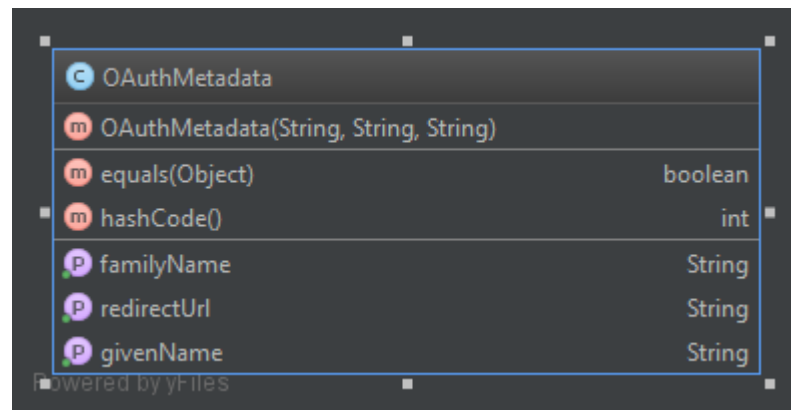 C OAuthMetadata
m OAuthMetadata(String, String, String)
m equals(Object) boolean
m hashCode() int
P familyName String
P redirectUrl String
P givenName String
Powered by yFiles